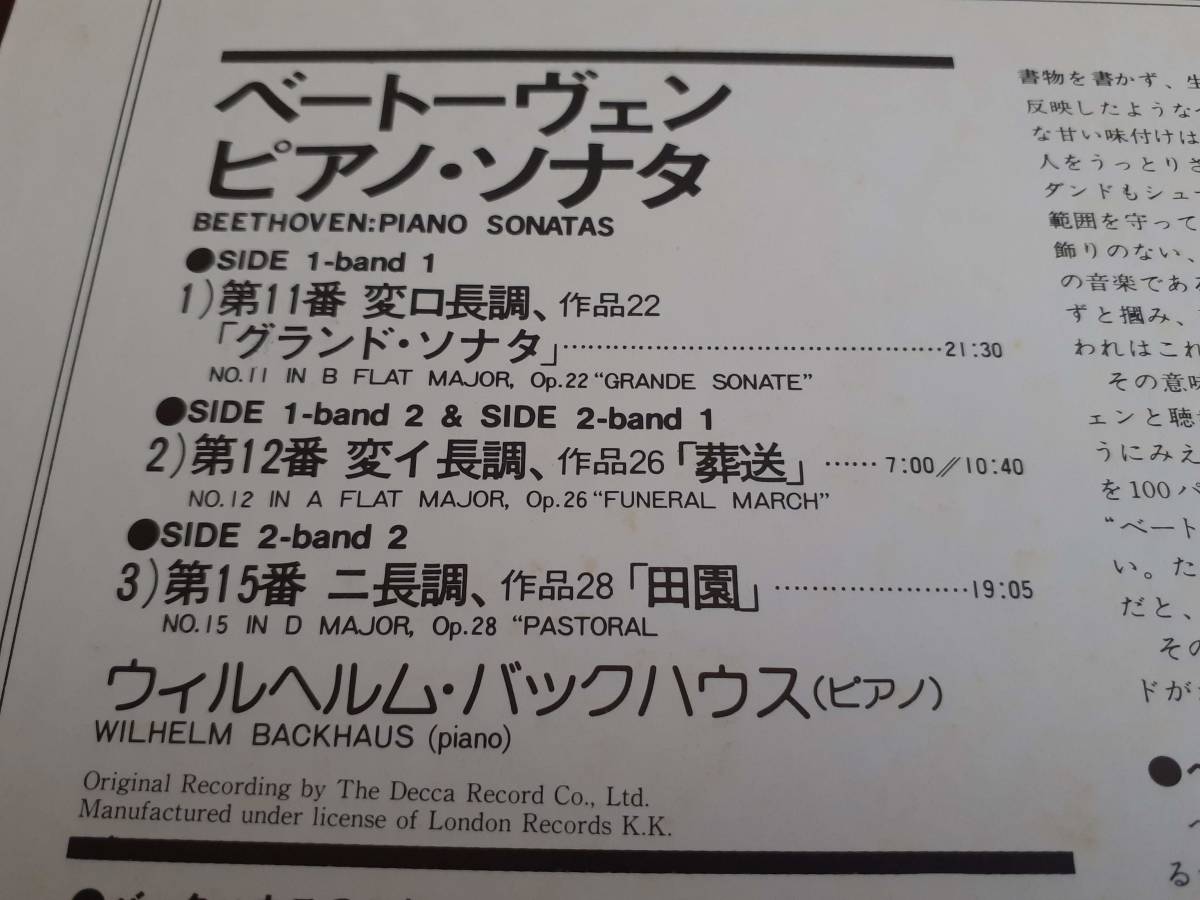 ベートーヴェン
ピアノ・ソナタ
BEETHOVEN:PIANO SONATAS
●SIDE 1-band 1
1)第11番 変ロ長調、作品22
「グランド・ソナタ」……………………………………21:30
NO.11 IN B FLAT MAJOR, Op.22 “GRANDE SONATE”
●SIDE 1-band 2 & SIDE 2-band 1
2)第12番 変イ長調、作品26「葬送」……7:00//10:40
NO.12 IN A FLAT MAJOR, Op.26 “FUNERAL MARCH”
●SIDE 2-band 2
3)第15番 ニ長調、作品28「田園」…………………19:05
NO.15 IN D MAJOR, Op.28 “PASTORAL
ウィルヘルム・バックハウス(ピアノ)
WILHELM BACKHAUS (piano)
Original Recording by The Decca Record Co., Ltd.
Manufactured under license of London Records K.K.
書物を書かず、生
反映したような
な甘い味付けは
人をうっとりさ
ダンドもシュー
範囲を守って
飾りのない、
の音楽である
ずと摑み、
われはこれ
その意味
ェンと聴
うにみえ
を100パ
“ベート
い。た
だと、
その
ドが
る